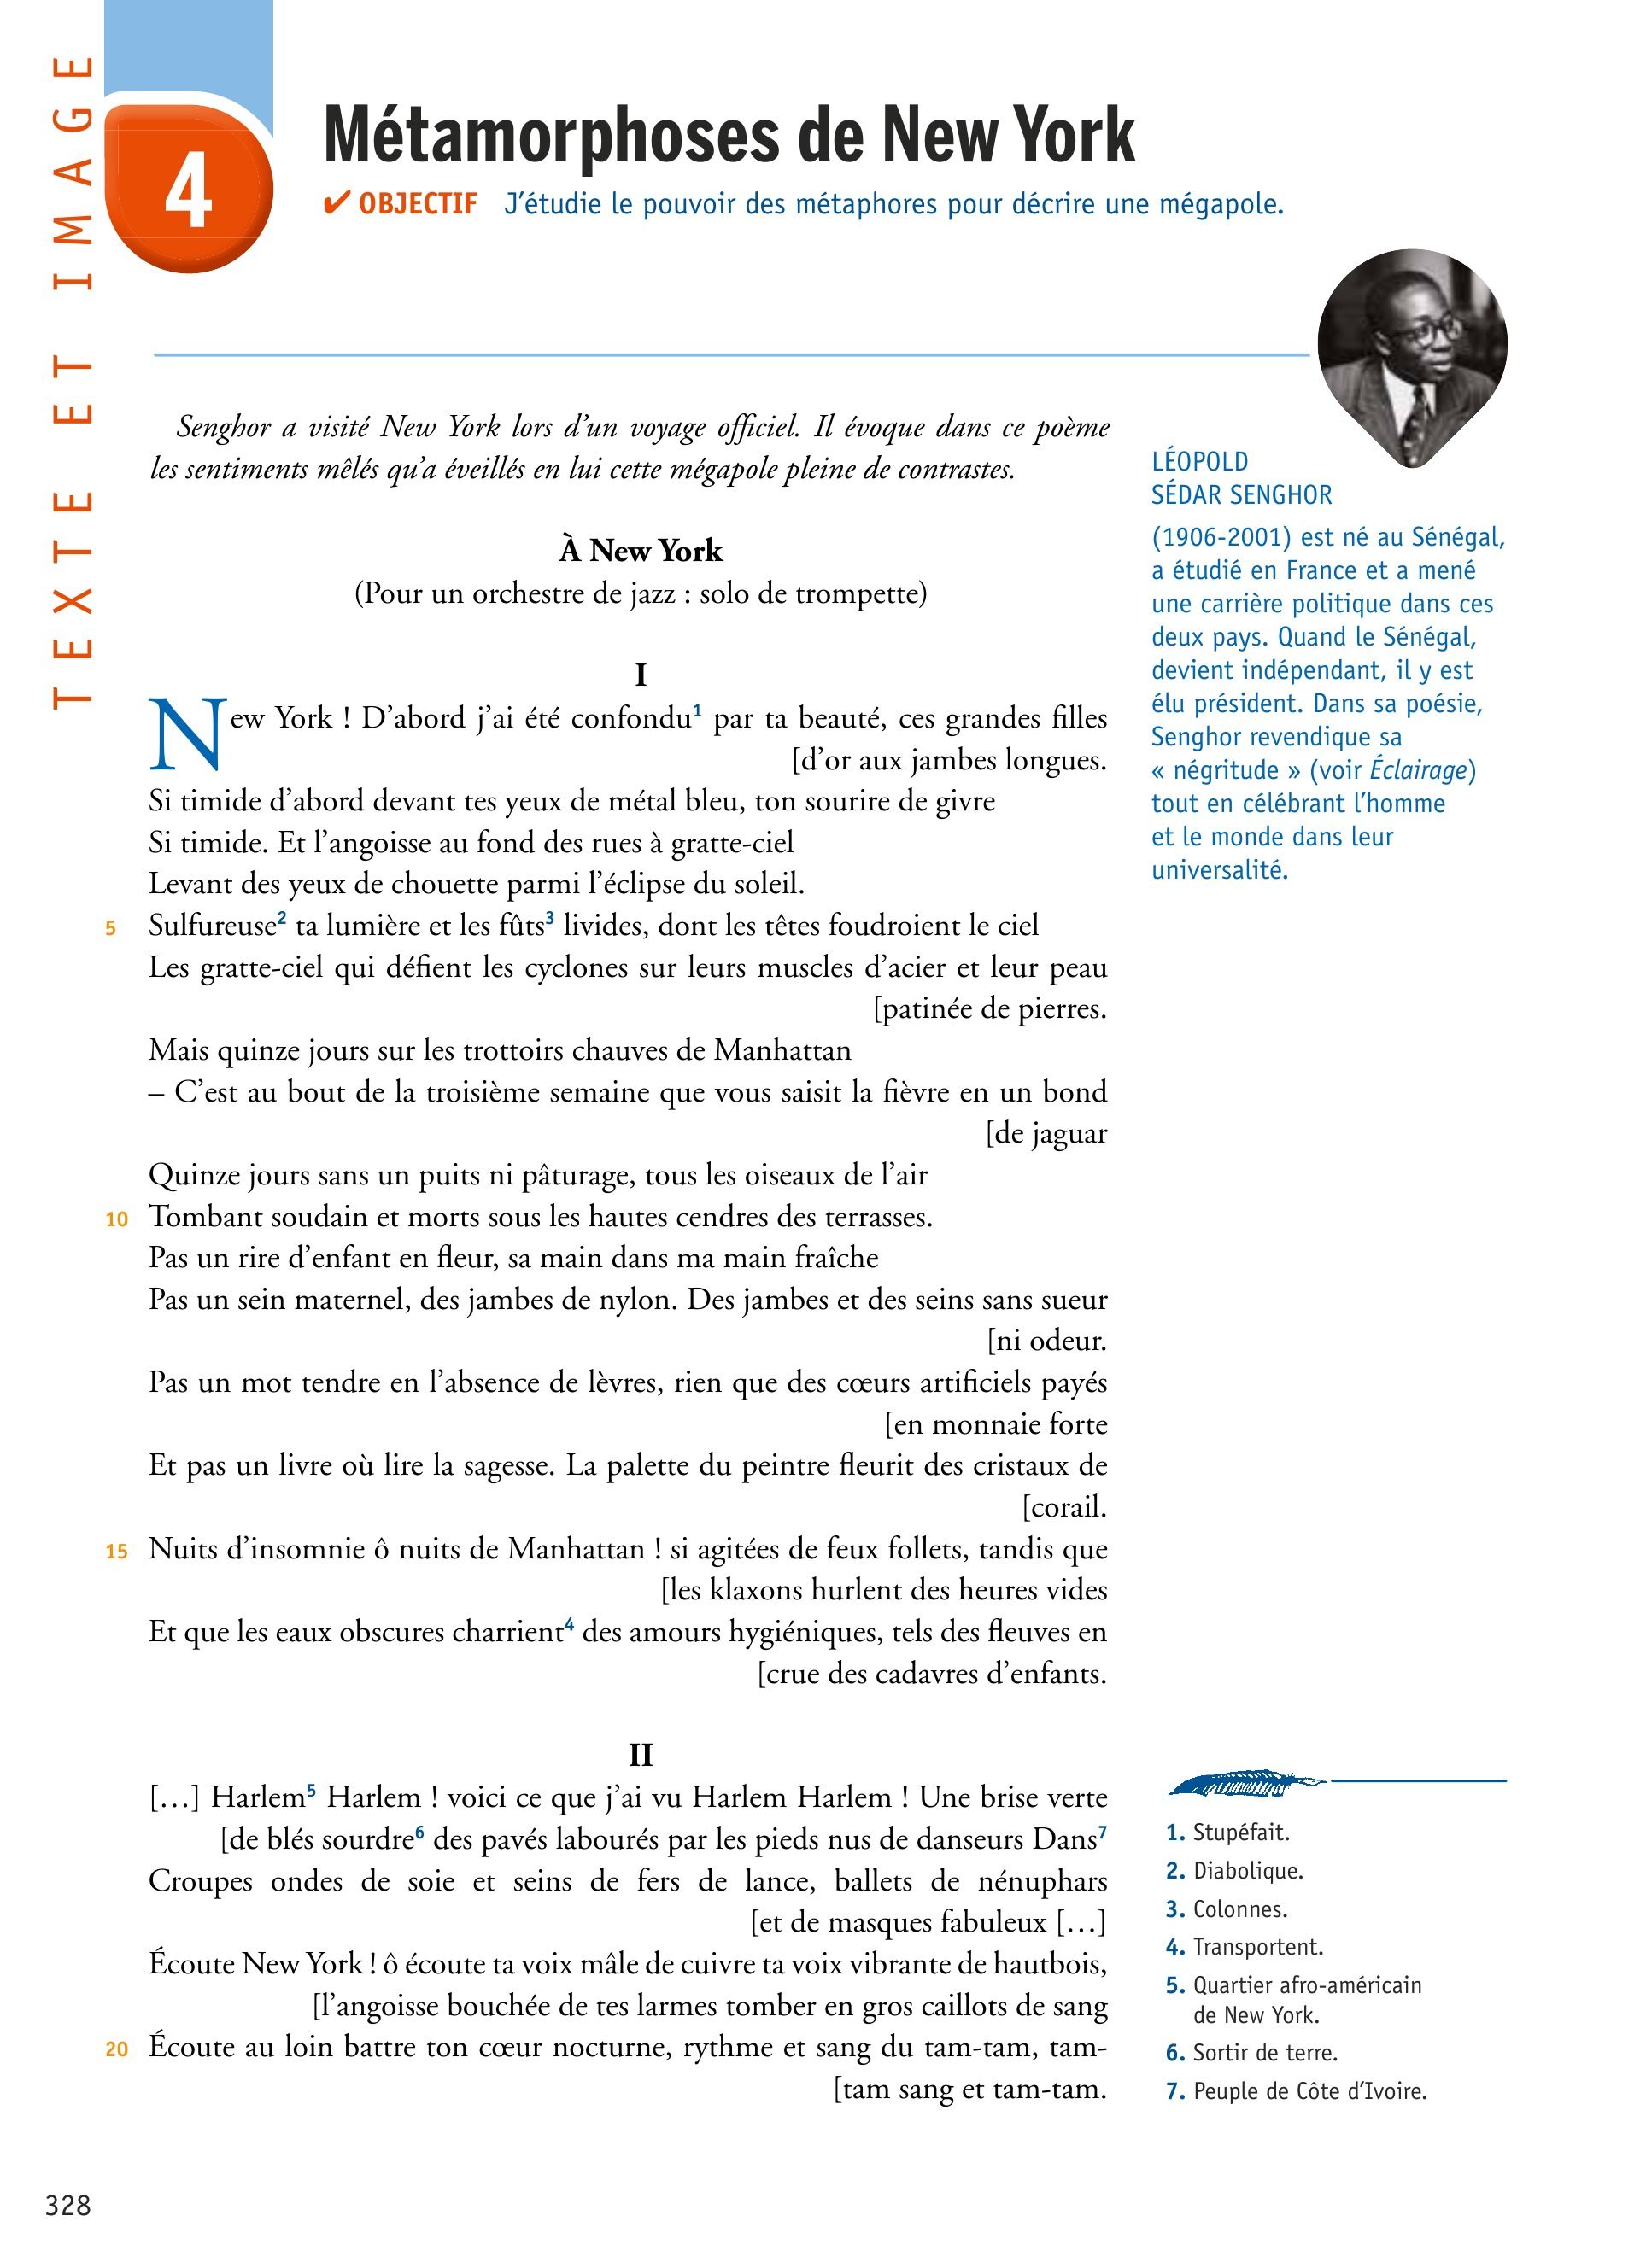 TEXTE ET IMAGE
4
Métamorphoses de New York
✔ OBJECTIF J’étudie le pouvoir des métaphores pour décrire une mégapole.
Senghor a visité New York lors d’un voyage officiel. Il évoque dans ce poème
les sentiments mêlés qu’a éveillés en lui cette mégapole pleine de contrastes.
À New York
(Pour un orchestre de jazz : solo de trompette)
I
New York ! D’abord j’ai été confondu¹ par ta beauté, ces grandes filles
[d’or aux jambes longues.
Si timide d’abord devant tes yeux de métal bleu, ton sourire de givre
Si timide. Et l’angoisse au fond des rues à gratte-ciel
Levant des yeux de chouette parmi l’éclipse du soleil.
5 Sulfureuse² ta lumière et les fûts³ livides, dont les têtes foudroient le ciel
Les gratte-ciel qui défient les cyclones sur leurs muscles d’acier et leur peau
[patinée de pierres.
Mais quinze jours sur les trottoirs chauves de Manhattan
– C’est au bout de la troisième semaine que vous saisit la fièvre en un bond
[de jaguar
Quinze jours sans un puits ni pâturage, tous les oiseaux de l’air
10 Tombant soudain et morts sous les hautes cendres des terrasses.
Pas un rire d’enfant en fleur, sa main dans ma main fraîche
Pas un sein maternel, des jambes de nylon. Des jambes et des seins sans sueur
[ni odeur.
Pas un mot tendre en l’absence de lèvres, rien que des cœurs artificiels payés
[en monnaie forte
Et pas un livre où lire la sagesse. La palette du peintre fleurit des cristaux de
[corail.
15 Nuits d’insomnie ô nuits de Manhattan ! si agitées de feux follets, tandis que
[les klaxons hurlent des heures vides
Et que les eaux obscures charrient⁴ des amours hygiéniques, tels des fleuves en
[crue des cadavres d’enfants.
II
[…] Harlem⁵ Harlem ! voici ce que j’ai vu Harlem Harlem ! Une brise verte
[de blés sourdre⁶ des pavés labourés par les pieds nus de danseurs Dans⁷
Croupes ondes de soie et seins de fers de lance, ballets de nénuphars
[et de masques fabuleux […]
Écoute New York ! ô écoute ta voix mâle de cuivre ta voix vibrante de hautbois,
[l’angoisse bouchée de tes larmes tomber en gros caillots de sang
20 Écoute au loin battre ton cœur nocturne, rythme et sang du tam-tam, tam-
[tam sang et tam-tam.
LÉOPOLD
SÉDAR SENGHOR
(1906-2001) est né au Sénégal,
a étudié en France et a mené
une carrière politique dans ces
deux pays. Quand le Sénégal,
devient indépendant, il y est
élu président. Dans sa poésie,
Senghor revendique sa
« négritude » (voir Éclairage)
tout en célébrant l’homme
et le monde dans leur
universalité.
1. Stupéfait.
2. Diabolique.
3. Colonnes.
4. Transportent.
5. Quartier afro-américain
de New York.
6. Sortir de terre.
7. Peuple de Côte d’Ivoire.
328